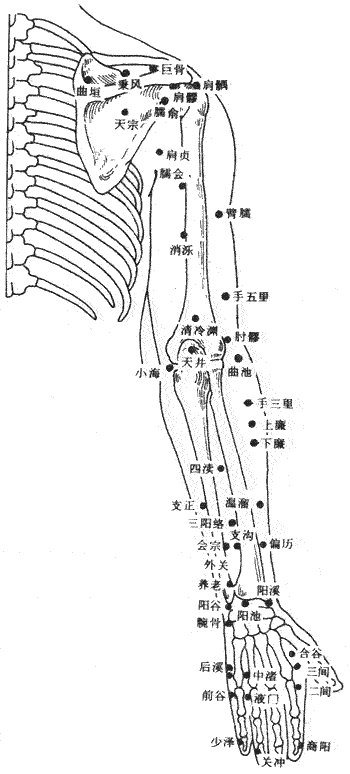 巨骨
曲垣
秉风
肩髃
肩髎
臑俞
天宗
肩贞
臑会
臂臑
消泺
手五里
清冷渊
肘髎
天井
小海
曲池
手三里
上廉
下廉
四渎
支正
温溜
三阳络
支沟
会宗
偏历
外关
养老
阳溪
阳谷
阳池
腕骨
合谷
后溪
中渚
三间
二间
前谷
液门
少泽
关冲
商阳